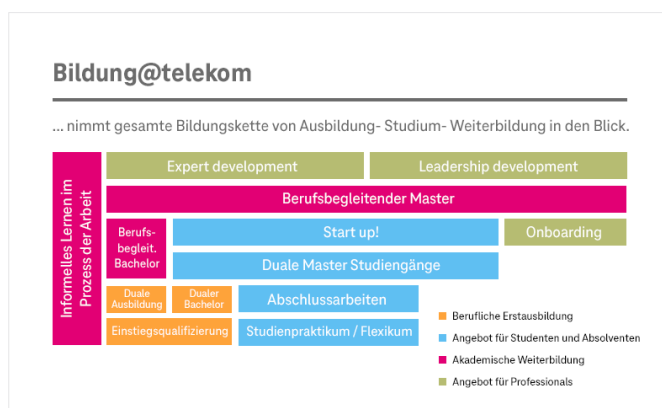 Bildung@telekom
... nimmt gesamte Bildungskette von Ausbildung- Studium- Weiterbildung in den Blick.
Informelles Lernen im
Prozess der Arbeit
Expert development
Leadership development
Berufsbegleitender Master
Berufs-
begleit.
Bachelor
Start up!
Onboarding
Duale Master Studiengänge
Duale
Ausbildung
Dualer
Bachelor
Abschlussarbeiten
Einstiegsqualifizierung
Studienpraktikum / Flexikum
Berufliche Erstausbildung
Angebot für Studenten und Absolventen
Akademische Weiterbildung
Angebot für Professionals